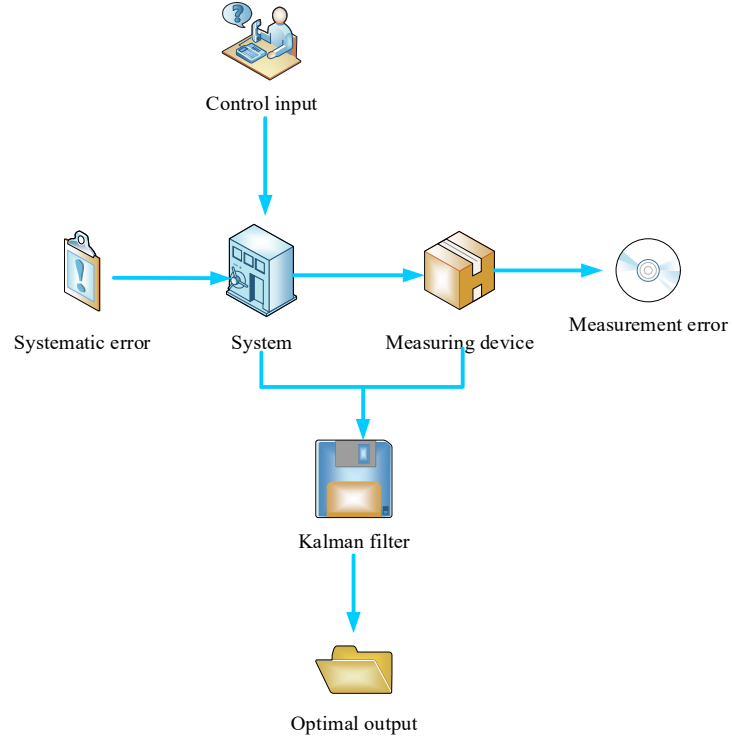 Control input
Systematic error
System
Measuring device
Measurement error
Kalman filter
Optimal output